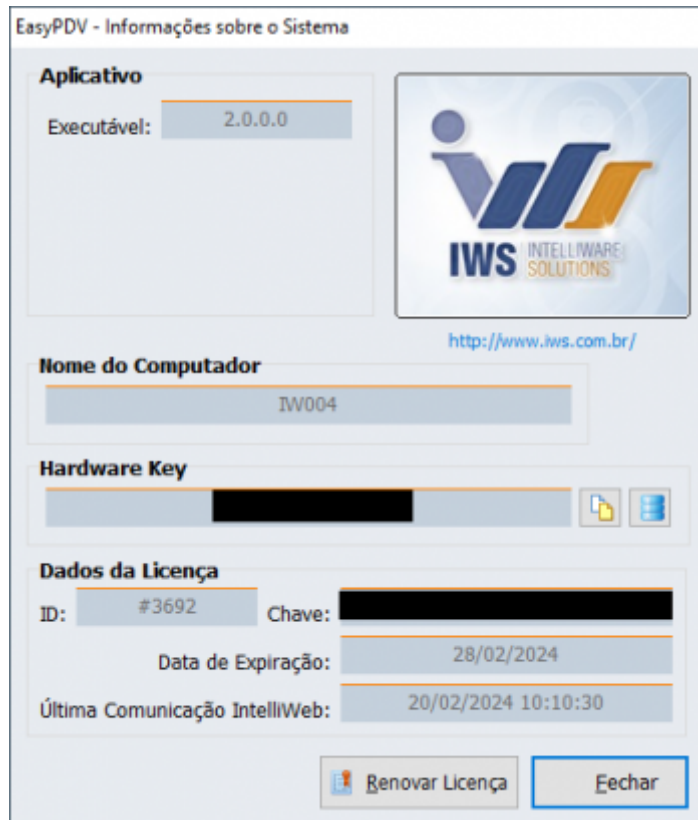 EasyPDV - Informações sobre o Sistema
Aplicativo
Executável: 2.0.0.0
IWS INTELLIWARE SOLUTIONS
http://www.iws.com.br/
Nome do Computador
IW004
Hardware Key
Dados da Licença
ID: #3692 Chave:
Data de Expiração: 28/02/2024
Última Comunicação IntelliWeb: 20/02/2024 10:10:30
Renovar Licença Fechar